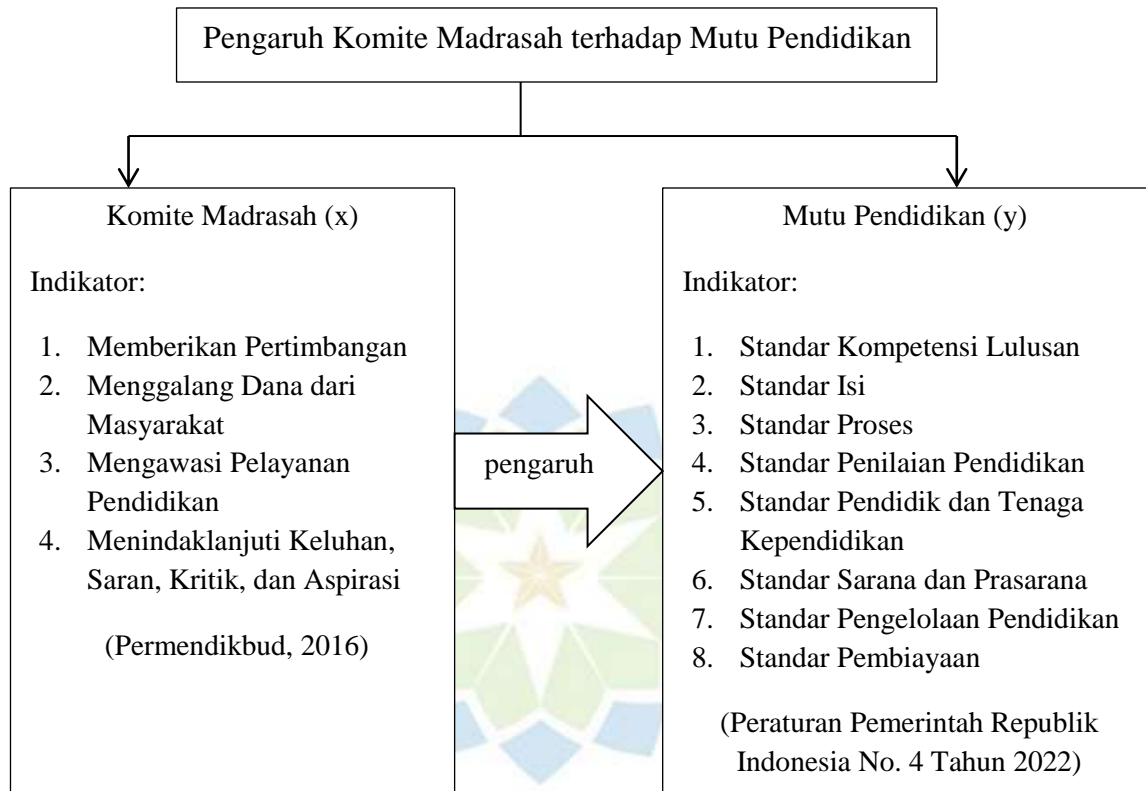 Pengaruh Komite Madrasah terhadap Mutu Pendidikan
Komite Madrasah (x)
Indikator:
1. Memberikan Pertimbangan
2. Menggalang Dana dari
Masyarakat
3. Mengawasi Pelayanan
Pendidikan
4. Menindaklanjuti Keluhan,
Saran, Kritik, dan Aspirasi
(Permendikbud, 2016)
pengaruh
Mutu Pendidikan (y)
Indikator:
1. Standar Kompetensi Lulusan
2. Standar Isi
3. Standar Proses
4. Standar Penilaian Pendidikan
5. Standar Pendidik dan Tenaga
Kependidikan
6. Standar Sarana dan Prasarana
7. Standar Pengelolaan Pendidikan
8. Standar Pembiayaan
(Peraturan Pemerintah Republik
Indonesia No. 4 Tahun 2022)